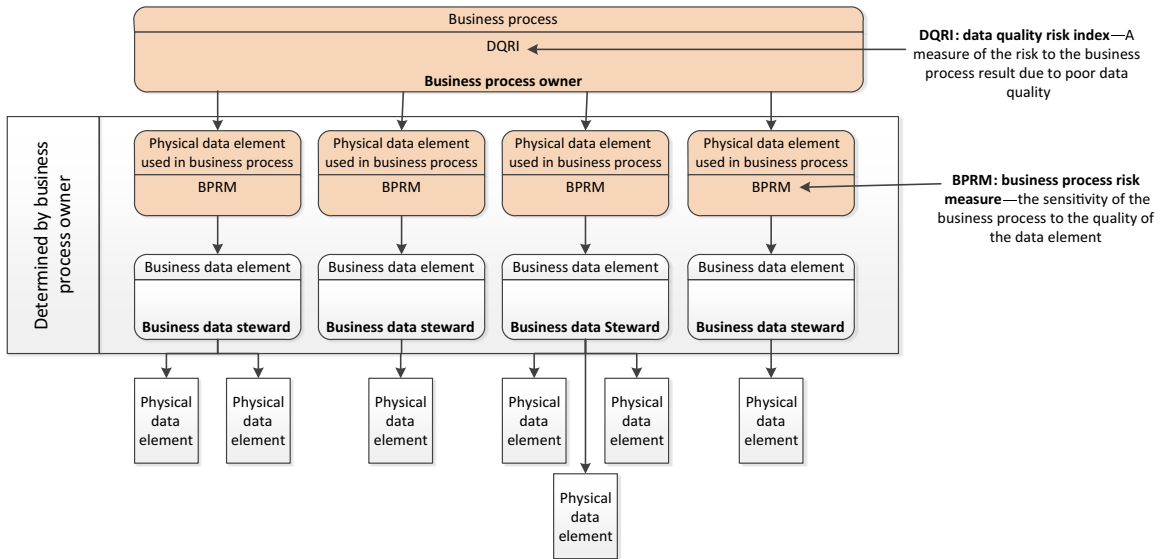 Business process
DQRI
Business process owner
DQRI: data quality risk index—A
measure of the risk to the business
process result due to poor data
quality
Determined by business
process owner
Physical data element
used in business process
BPRM
Physical data element
used in business process
BPRM
Physical data element
used in business process
BPRM
Physical data element
used in business process
BPRM
BPRM: business process risk
measure—the sensitivity of the
business process to the quality of
the data element
Business data element
Business data steward
Business data element
Business data steward
Business data element
Business data Steward
Business data element
Business data steward
Physical
data
element
Physical
data
element
Physical
data
element
Physical
data
element
Physical
data
element
Physical
data
element
Physical
data
element